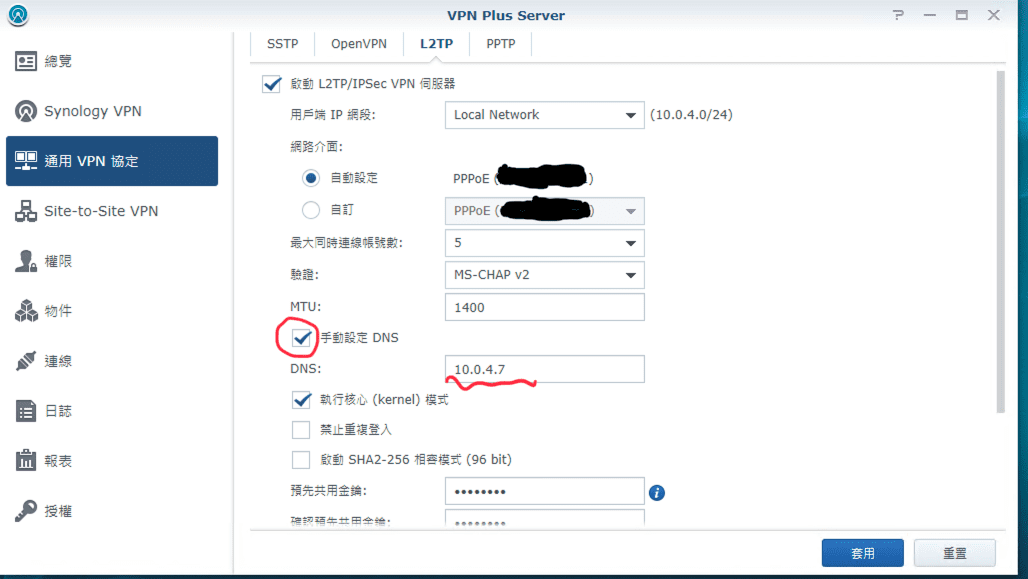 VPN Plus Server
總覽
Synology VPN
通用 VPN 協定
Site-to-Site VPN
權限
物件
連線
日誌
報表
授權
SSTP OpenVPN L2TP PPTP
啟動 L2TP/IPSec VPN 伺服器
用戶端 IP 網段: Local Network (10.0.4.0/24)
網路介面:
自動設定 PPPoE ( )
自訂 PPPoE ( )
最大同時連線帳號數: 5
驗證: MS-CHAP v2
MTU: 1400
手動設定 DNS
DNS: 10.0.4.7
執行核心 (kernel) 模式
禁止重複登入
啟動 SHA2-256 相容模式 (96 bit)
預先共用金鑰: ••••••••
確認預先共用金鑰: ••••••••
套用 重置